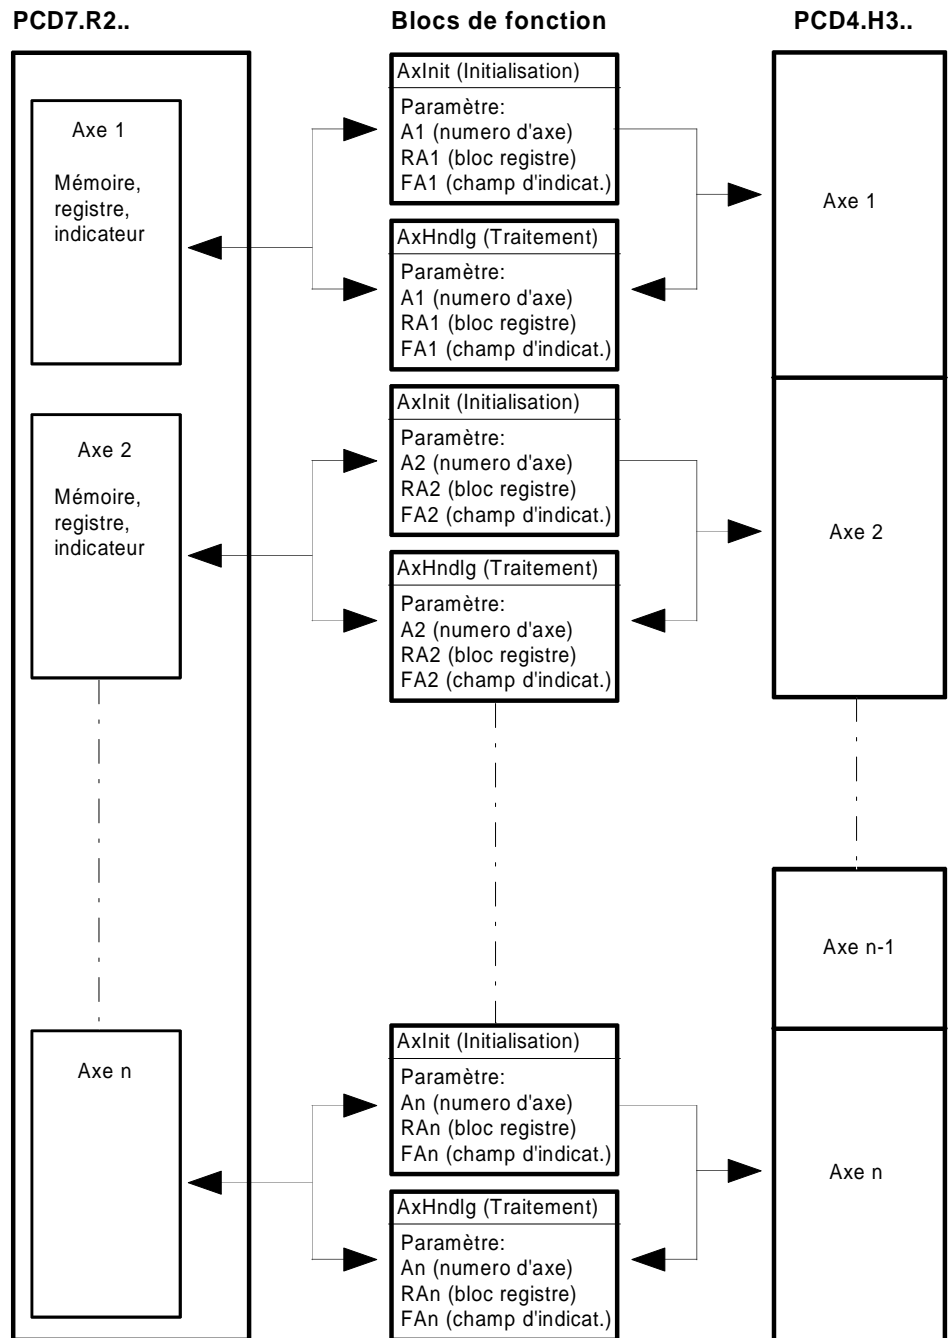 PCD7.R2..
Blocs de fonction
PCD4.H3..
Axe 1
Mémoire,
registre,
indicateur
AxInit (Initialisation)
Paramètre:
A1 (numero d'axe)
RA1 (bloc registre)
FA1 (champ d'indicat.)
AxHndlg (Traitement)
Paramètre:
A1 (numero d'axe)
RA1 (bloc registre)
FA1 (champ d'indicat.)
Axe 1
Axe 2
Mémoire,
registre,
indicateur
AxInit (Initialisation)
Paramètre:
A2 (numero d'axe)
RA2 (bloc registre)
FA2 (champ d'indicat.)
AxHndlg (Traitement)
Paramètre:
A2 (numero d'axe)
RA2 (bloc registre)
FA2 (champ d'indicat.)
Axe 2
Axe n-1
Axe n
AxInit (Initialisation)
Paramètre:
An (numero d'axe)
RAn (bloc registre)
FAn (champ d'indicat.)
AxHndlg (Traitement)
Paramètre:
An (numero d'axe)
RAn (bloc registre)
FAn (champ d'indicat.)
Axe n